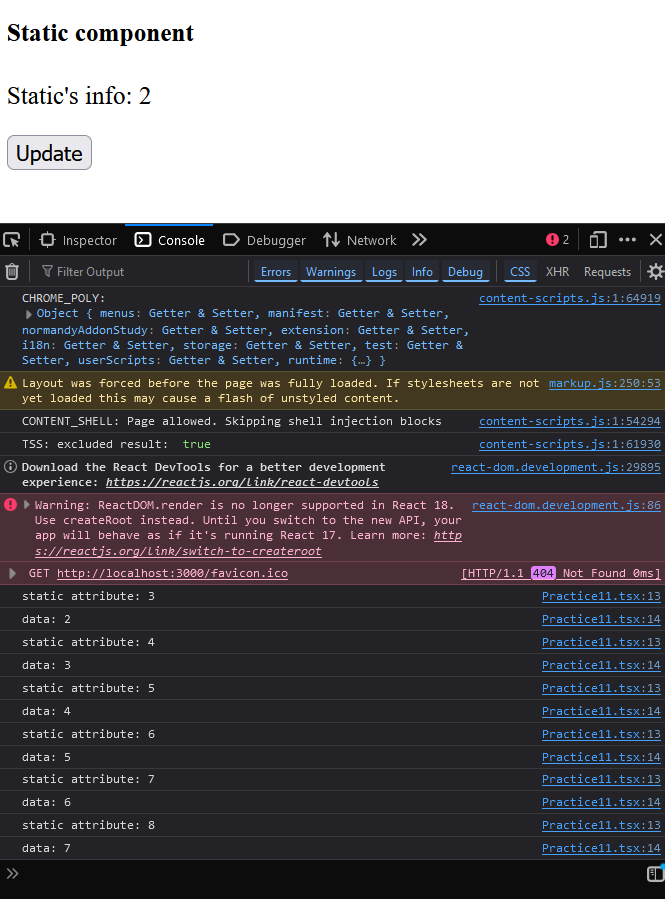 Static component
Static's info: 2
Update
Inspector Console Debugger Network 2
Filter Output Errors Warnings Logs Info Debug CSS XHR Requests
CHROME_POLY: content-scripts.js:1:64919
Object { menus: Getter & Setter, manifest: Getter & Setter,
normandyAddonStudy: Getter & Setter, extension: Getter & Setter,
i18n: Getter & Setter, storage: Getter & Setter, test: Getter &
Setter, userScripts: Getter & Setter, runtime: {…} }
Layout was forced before the page was fully loaded. If stylesheets are not markup.js:250:53
yet loaded this may cause a flash of unstyled content.
CONTENT_SHELL: Page allowed. Skipping shell injection blocks content-scripts.js:1:54294
TSS: excluded result: true content-scripts.js:1:61930
Download the React DevTools for a better development react-dom.development.js:29895
experience: https://reactjs.org/link/react-devtools
Warning: ReactDOM.render is no longer supported in React 18. react-dom.development.js:86
Use createRoot instead. Until you switch to the new API, your
app will behave as if it's running React 17. Learn more: http
s://reactjs.org/link/switch-to-createroot
GET http://localhost:3000/favicon.ico [HTTP/1.1 404 Not Found 0ms]
static attribute: 3 Practice11.tsx:13
data: 2 Practice11.tsx:14
static attribute: 4 Practice11.tsx:13
data: 3 Practice11.tsx:14
static attribute: 5 Practice11.tsx:13
data: 4 Practice11.tsx:14
static attribute: 6 Practice11.tsx:13
data: 5 Practice11.tsx:14
static attribute: 7 Practice11.tsx:13
data: 6 Practice11.tsx:14
static attribute: 8 Practice11.tsx:13
data: 7 Practice11.tsx:14